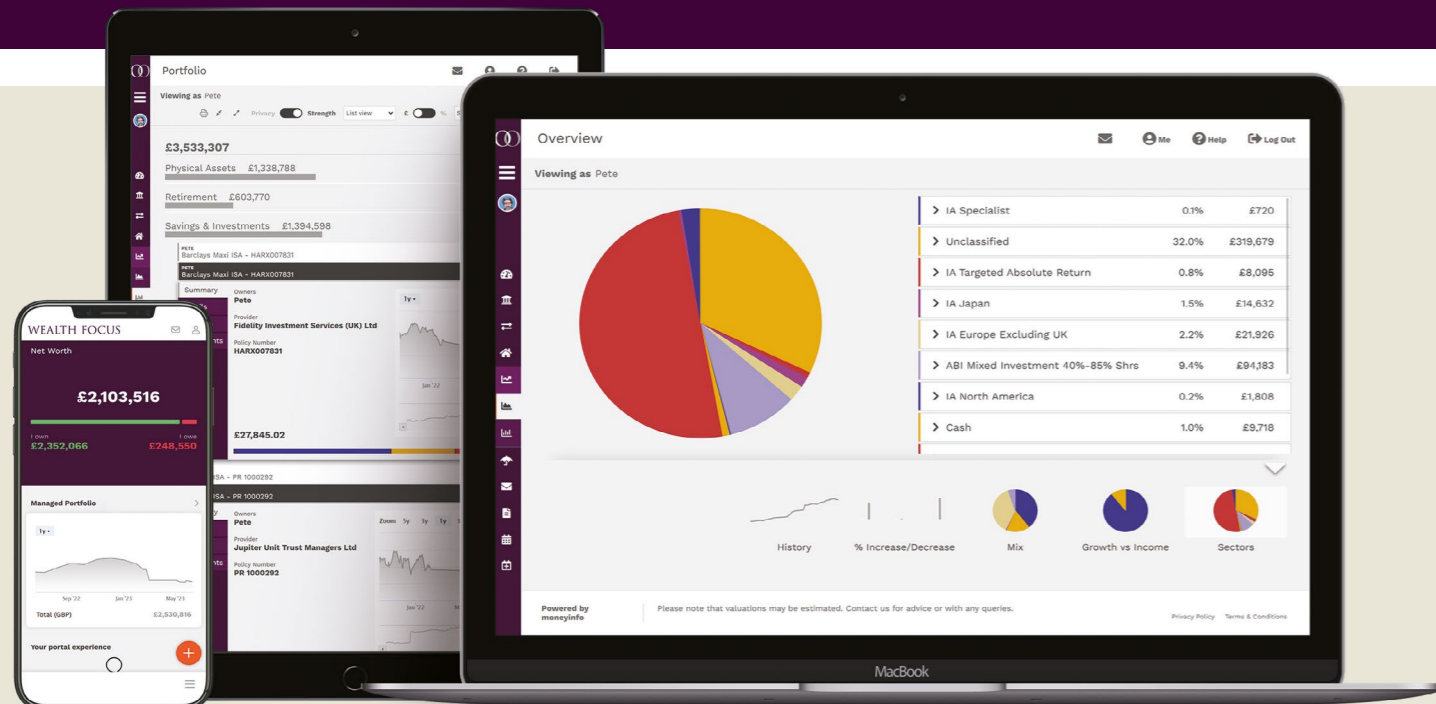 Portfolio
Viewing as Pete
Privacy Strength List view £ %
£3,533,307
Physical Assets £1,338,788
Retirement £603,770
Savings & Investments £1,394,598
PETE
Barclays Maxi ISA - HARX007831
PETE
Barclays Maxi ISA - HARX007831
Summary
Owners
Pete
1y
Provider
Fidelity Investment Services (UK) Ltd
Policy Number
HARX007831
Jan '22
£27,845.02
ISA - PR 1000292
ISA - PR 1000292
Owners
Pete
Zoom 5y 3y 1y
Provider
Jupiter Unit Trust Managers Ltd
Policy Number
PR 1000292
Jan '22
WEALTH FOCUS
Net Worth
£2,103,516
I own I owe
£2,352,066 £248,550
Managed Portfolio
1y
Sep '22 Jan '23 May '23
Total (GBP) £2,530,816
Your portal experience
Overview
Me Help Log Out
Viewing as Pete
IA Specialist 0.1% £720
Unclassified 32.0% £319,679
IA Targeted Absolute Return 0.8% £8,095
IA Japan 1.5% £14,632
IA Europe Excluding UK 2.2% £21,926
ABI Mixed Investment 40%-85% Shrs 9.4% £94,183
IA North America 0.2% £1,808
Cash 1.0% £9,718
History % Increase/Decrease Mix Growth vs Income Sectors
Powered by
moneyinfo
Please note that valuations may be estimated. Contact us for advice or with any queries.
Privacy Policy Terms & Conditions
MacBook